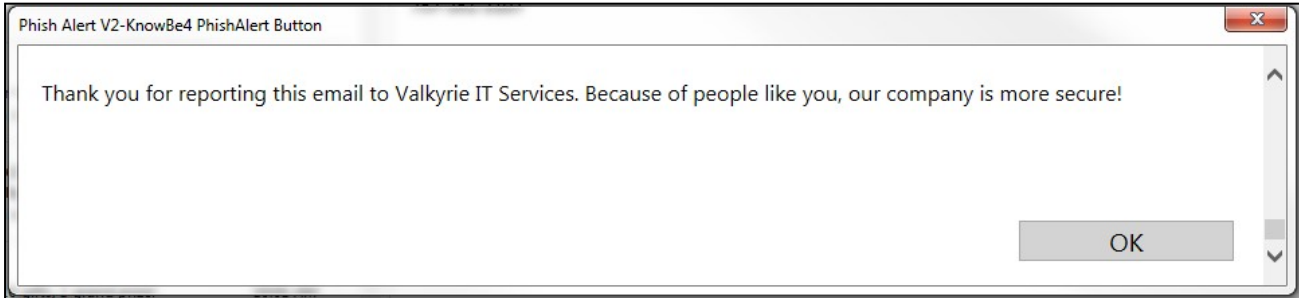 Phish Alert V2-KnowBe4 PhishAlert Button
Thank you for reporting this email to Valkyrie IT Services. Because of people like you, our company is more secure!
OK